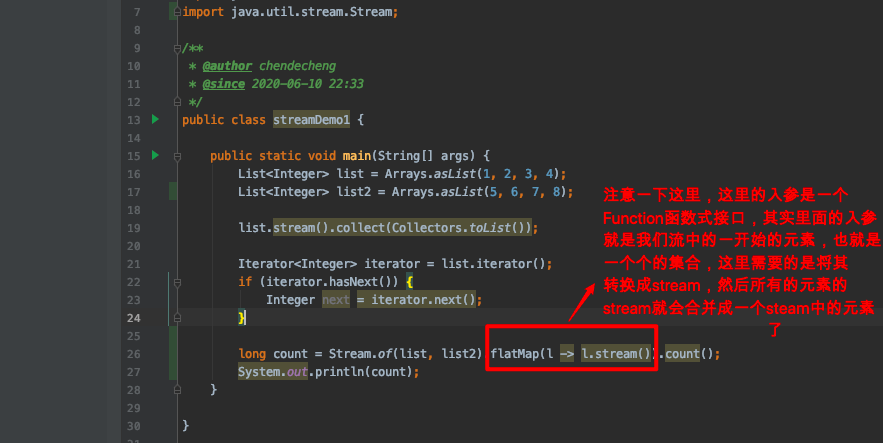 7 import java.util.stream.Stream;
8
9 /**
10 * @author chendecheng
11 * @since 2020-06-10 22:33
12 */
13 public class streamDemo1 {
14
15 public static void main(String[] args) {
16 List<Integer> list = Arrays.asList(1, 2, 3, 4);
17 List<Integer> list2 = Arrays.asList(5, 6, 7, 8);
18
19 list.stream().collect(Collectors.toList());
20
21 Iterator<Integer> iterator = list.iterator();
22 if (iterator.hasNext()) {
23 Integer next = iterator.next();
24 }
25
26 long count = Stream.of(list, list2).flatMap(l -> l.stream()).count();
27 System.out.println(count);
28 }
29
30 }
注意一下这里，这里的入参是一个
Function函数式接口，其实里面的入参
就是我们流中的一开始的元素，也就是
一个个的集合，这里需要的是将其
转换成stream，然后所有的元素的
stream就会合并成一个steam中的元素
了